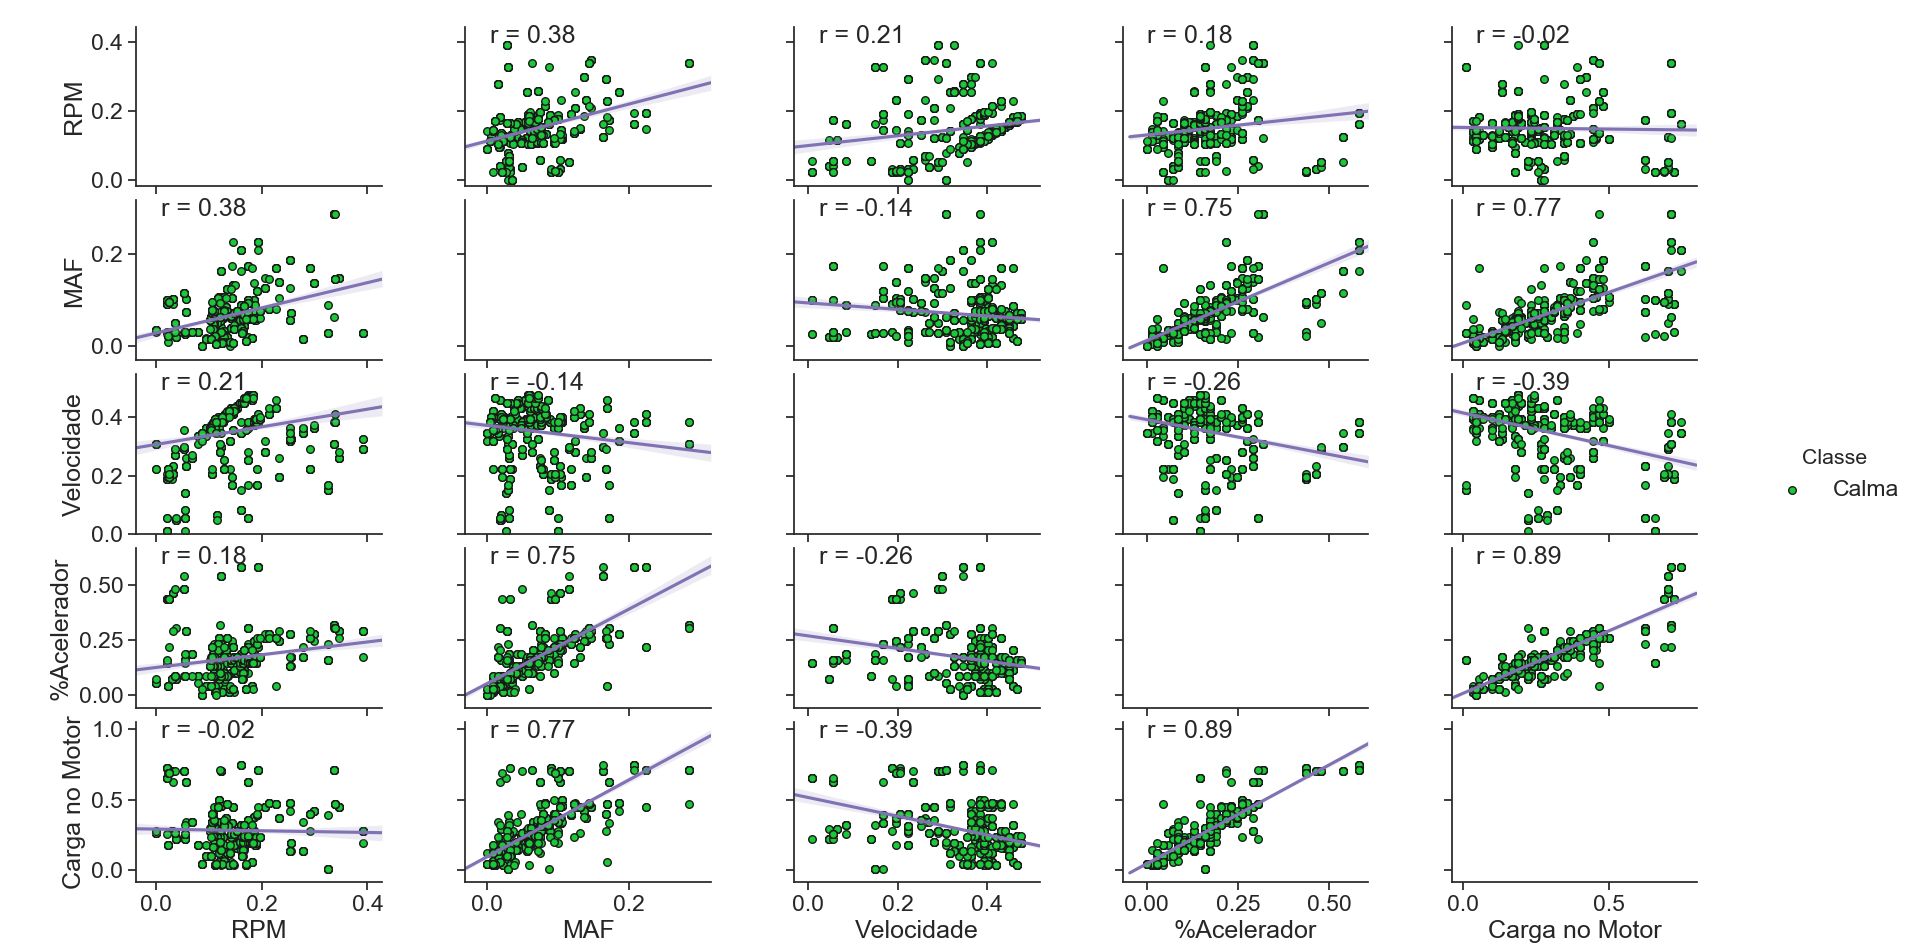 r = 0.38
r = 0.21
r = 0.18
r = -0.02
0.4
0.2
0.0
RPM
r = 0.38
r = -0.14
r = 0.75
r = 0.77
0.2
0.0
MAF
r = 0.21
r = -0.14
r = -0.26
r = -0.39
0.4
0.2
0.0
Velocidade
r = 0.18
r = 0.75
r = -0.26
r = 0.89
0.50
0.25
0.00
%Acelerador
r = -0.02
r = 0.77
r = -0.39
r = 0.89
1.0
0.5
0.0
Carga no Motor
0.0 0.2 0.4
0.0 0.2
0.0 0.2 0.4
0.00 0.25 0.50
0.0 0.5
RPM
MAF
Velocidade
%Acelerador
Carga no Motor
Classe
Calma